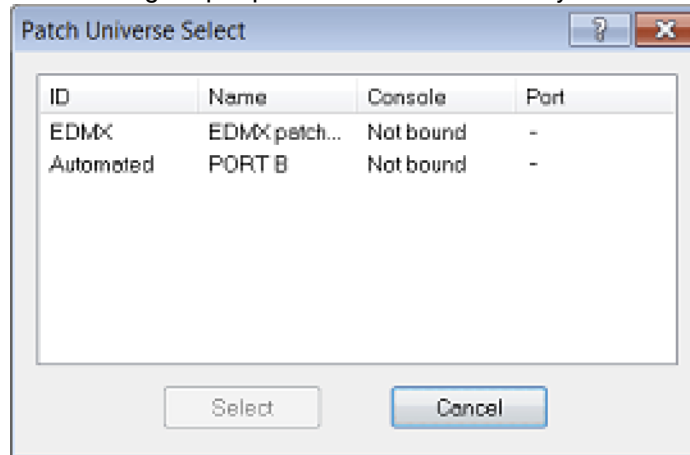 Patch Universe Select
ID Name Console Port
EDMX EDMX patch... Not bound -
Automated PORT B Not bound -
Select Cancel